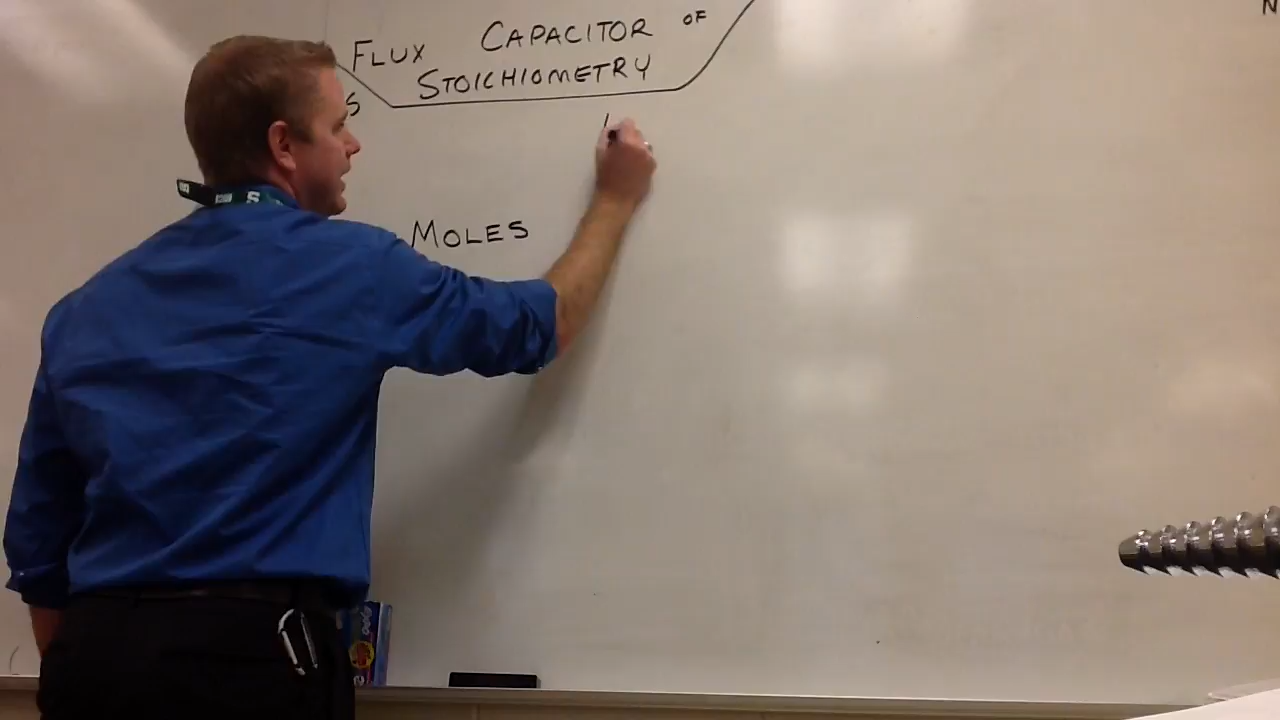 FLUX CAPACITOR OF
STOICHIOMETRY
S
MOLES
N